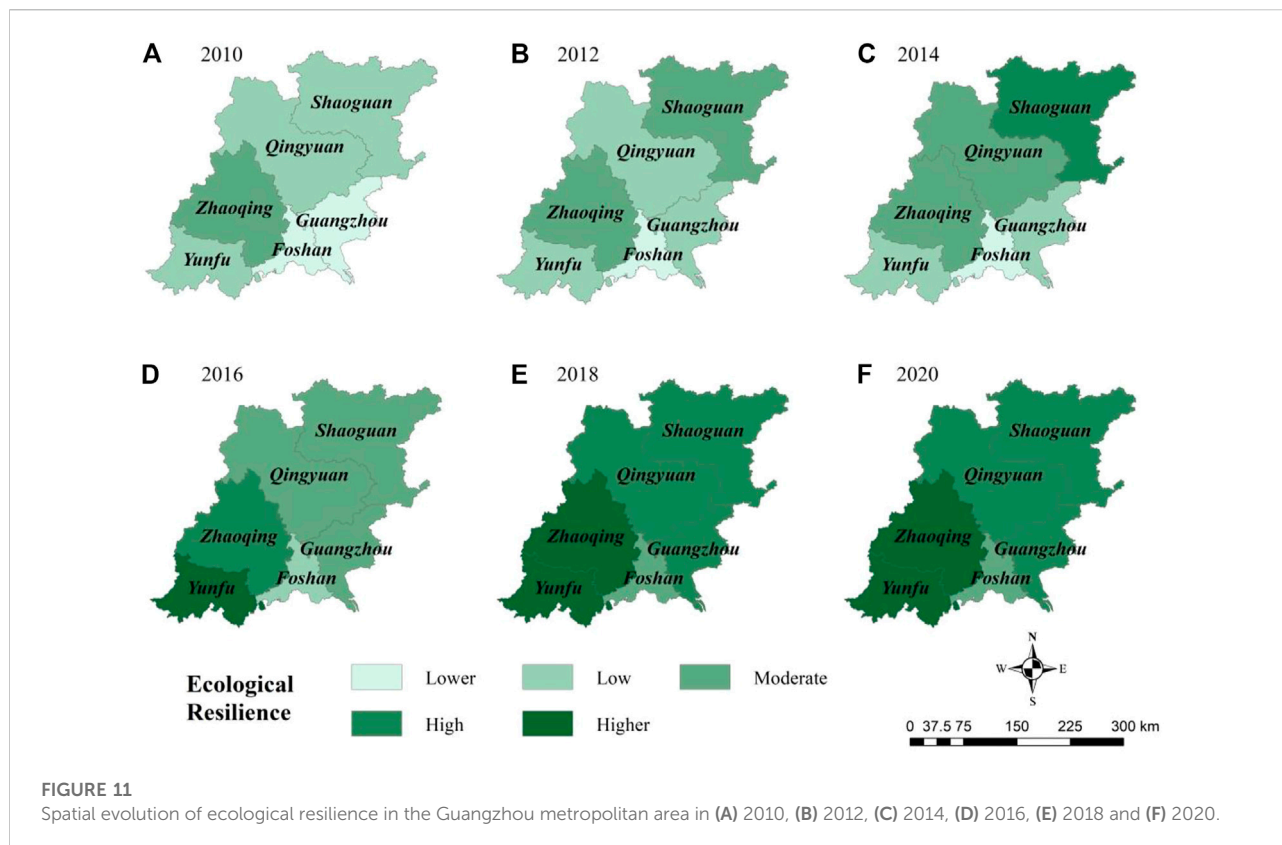 A 2010
Shaoguan
Qingyuan
Zhaoqing
Guangzhou
Foshan
Yunfu
B 2012
Shaoguan
Qingyuan
Zhaoqing
Guangzhou
Foshan
Yunfu
C 2014
Shaoguan
Qingyuan
Zhaoqing
Guangzhou
Foshan
Yunfu
D 2016
Shaoguan
Qingyuan
Zhaoqing
Guangzhou
Foshan
Yunfu
E 2018
Shaoguan
Qingyuan
Zhaoqing
Guangzhou
Foshan
Yunfu
F 2020
Shaoguan
Qingyuan
Zhaoqing
Guangzhou
Foshan
Yunfu
Ecological
Resilience
Lower Low Moderate
High Higher
N
W E
S
0 37.5 75 150 225 300 km
FIGURE 11
Spatial evolution of ecological resilience in the Guangzhou metropolitan area in (A) 2010, (B) 2012, (C) 2014, (D) 2016, (E) 2018 and (F) 2020.